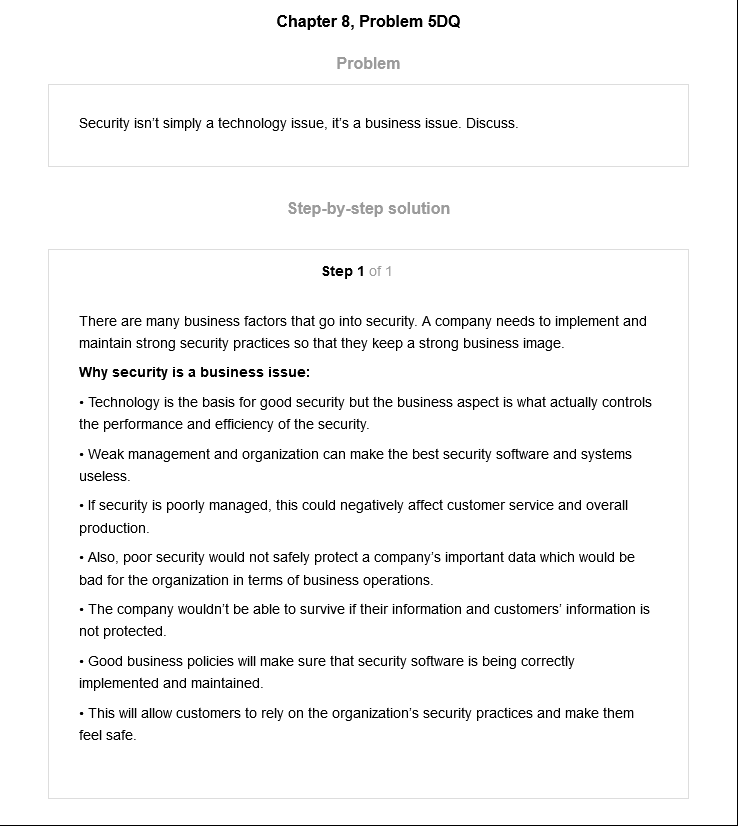 Chapter 8, Problem 5DQ
Problem
Security isn't simply a technology issue, it's a business issue. Discuss.
Step-by-step solution
Step 1 of 1
There are many business factors that go into security. A company needs to implement and
maintain strong security practices so that they keep a strong business image.
Why security is a business issue:
• Technology is the basis for good security but the business aspect is what actually controls
the performance and efficiency of the security.
• Weak management and organization can make the best security software and systems
useless.
• If security is poorly managed, this could negatively affect customer service and overall
production.
• Also, poor security would not safely protect a company's important data which would be
bad for the organization in terms of business operations.
• The company wouldn't be able to survive if their information and customers' information is
not protected.
• Good business policies will make sure that security software is being correctly
implemented and maintained.
• This will allow customers to rely on the organization's security practices and make them
feel safe.